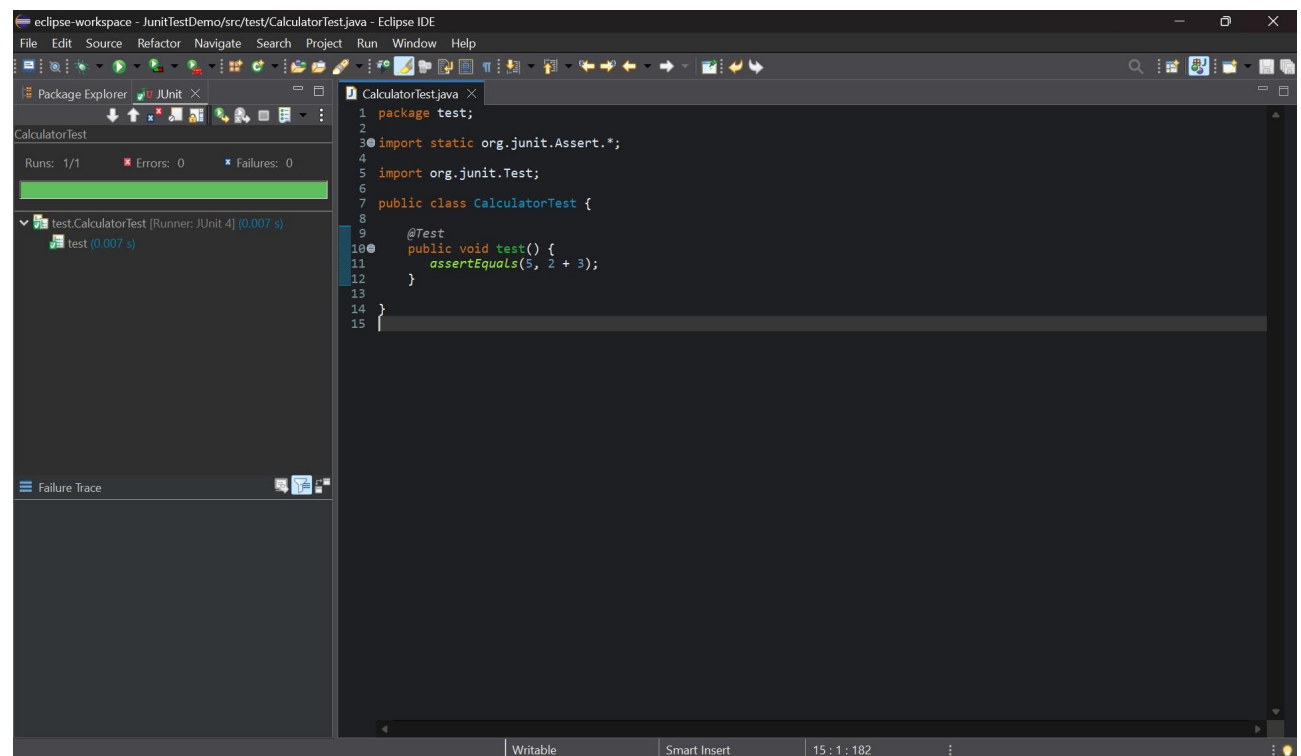 eclipse-workspace - JunitTestDemo/src/test/CalculatorTest.java - Eclipse IDE
File Edit Source Refactor Navigate Search Project Run Window Help
Package Explorer JUnit
CalculatorTest.java
CalculatorTest
Runs: 1/1 Errors: 0 Failures: 0
test.CalculatorTest [Runner: JUnit 4] (0.007 s)
test (0.007 s)
Failure Trace
1 package test;
2
3 import static org.junit.Assert.*;
4
5 import org.junit.Test;
6
7 public class CalculatorTest {
8
9 @Test
10 public void test() {
11 assertEquals(5, 2 + 3);
12 }
13
14 }
15
Writable Smart Insert 15 : 1 : 182